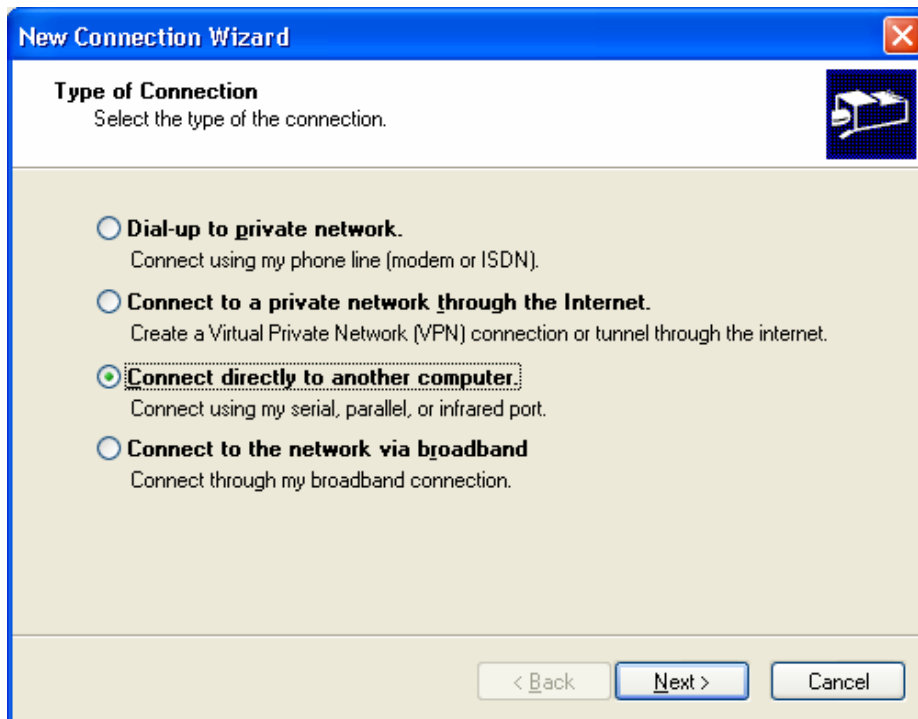 New Connection Wizard
Type of Connection
Select the type of the connection.
Dial-up to private network.
Connect using my phone line (modem or ISDN).
Connect to a private network through the Internet.
Create a Virtual Private Network (VPN) connection or tunnel through the internet.
Connect directly to another computer.
Connect using my serial, parallel, or infrared port.
Connect to the network via broadband
Connect through my broadband connection.
< Back Next > Cancel